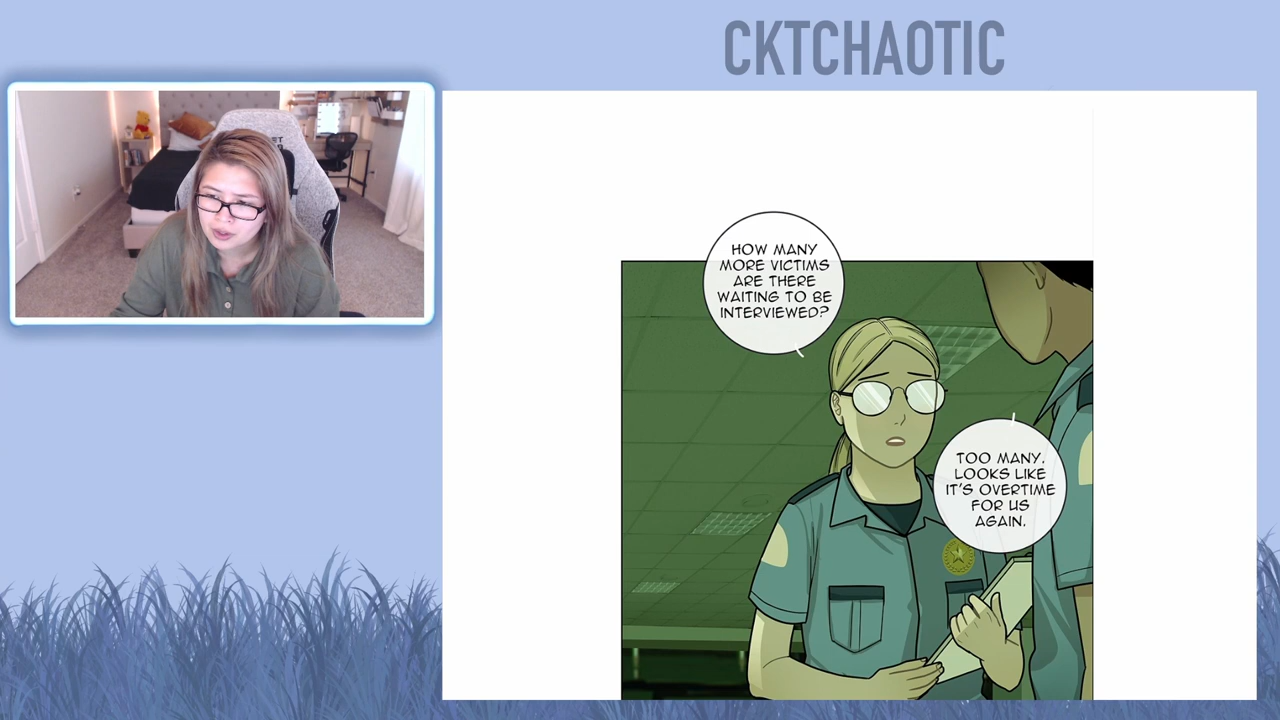 CKTCHAOTIC
HOW MANY
MORE VICTIMS
ARE THERE
WAITING TO BE
INTERVIEWED?
TOO MANY.
LOOKS LIKE
IT'S OVERTIME
FOR US
AGAIN.